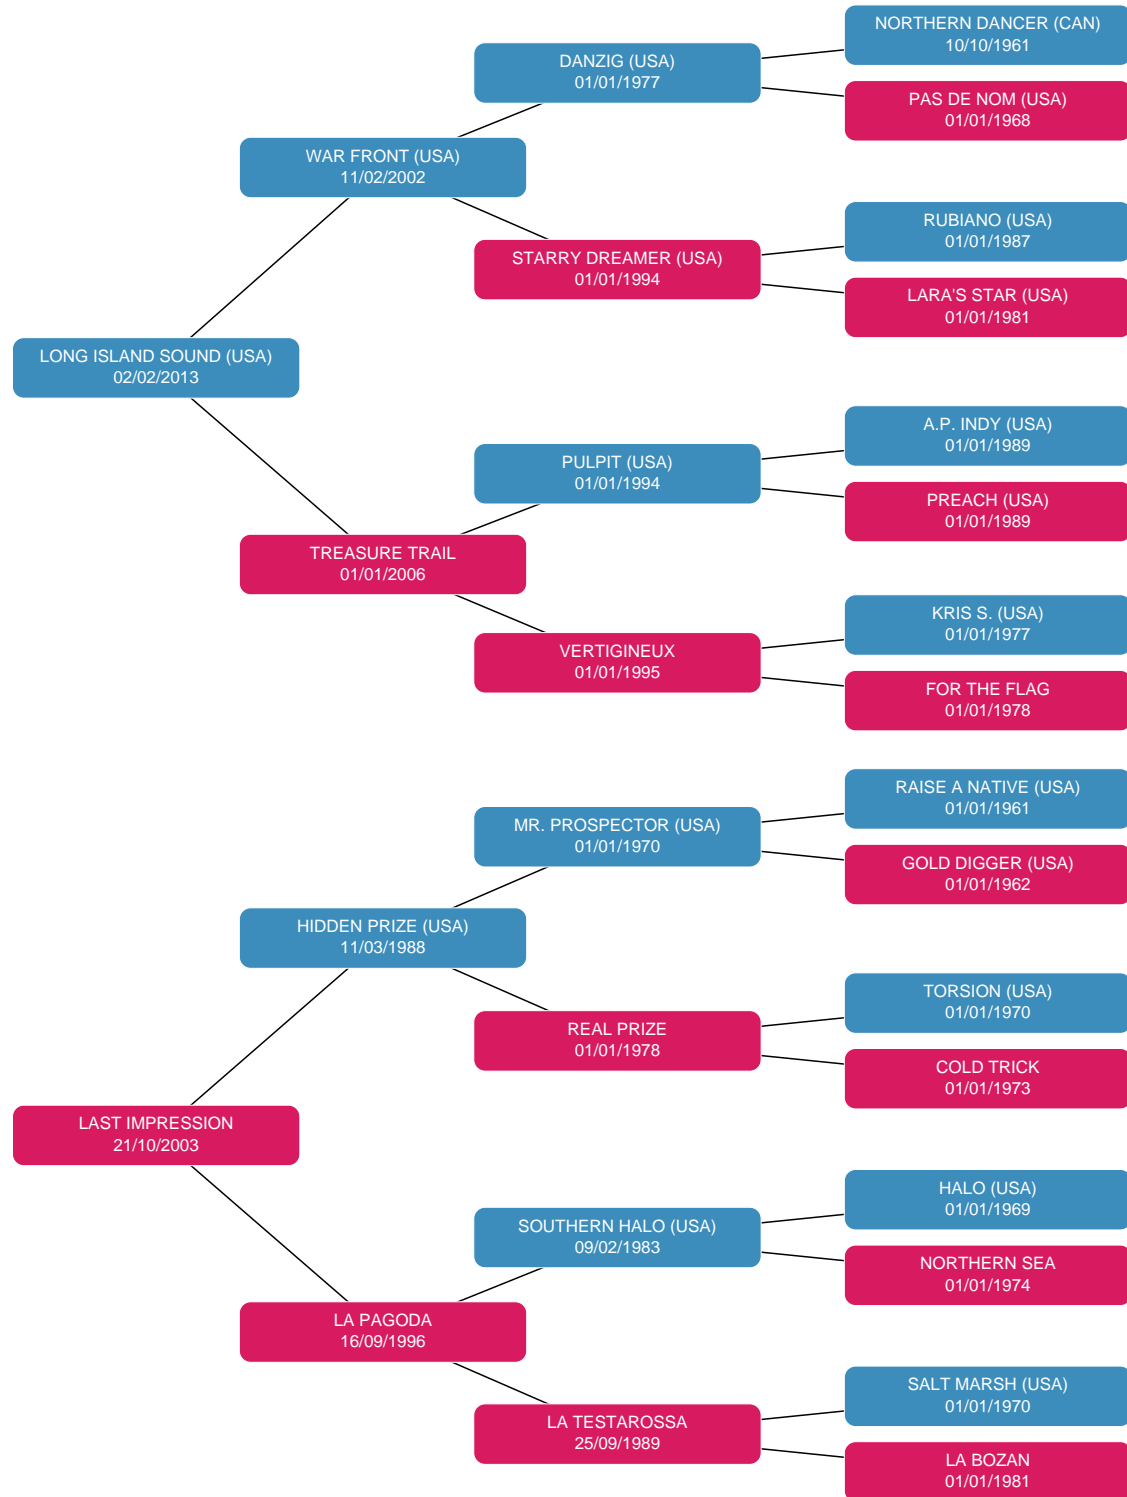 NORTHERN DANCER (CAN)
10/10/1961
DANZIG (USA)
01/01/1977
PAS DE NOM (USA)
01/01/1968
WAR FRONT (USA)
11/02/2002
RUBIANO (USA)
01/01/1987
STARRY DREAMER (USA)
01/01/1994
LARA'S STAR (USA)
01/01/1981
LONG ISLAND SOUND (USA)
02/02/2013
A.P. INDY (USA)
01/01/1989
PULPIT (USA)
01/01/1994
PREACH (USA)
01/01/1989
TREASURE TRAIL
01/01/2006
KRIS S. (USA)
01/01/1977
VERTIGINEUX
01/01/1995
FOR THE FLAG
01/01/1978
RAISE A NATIVE (USA)
01/01/1961
MR. PROSPECTOR (USA)
01/01/1970
GOLD DIGGER (USA)
01/01/1962
HIDDEN PRIZE (USA)
11/03/1988
TORSION (USA)
01/01/1970
REAL PRIZE
01/01/1978
COLD TRICK
01/01/1973
LAST IMPRESSION
21/10/2003
HALO (USA)
01/01/1969
SOUTHERN HALO (USA)
09/02/1983
NORTHERN SEA
01/01/1974
LA PAGODA
16/09/1996
SALT MARSH (USA)
01/01/1970
LA TESTAROSSA
25/09/1989
LA BOZAN
01/01/1981